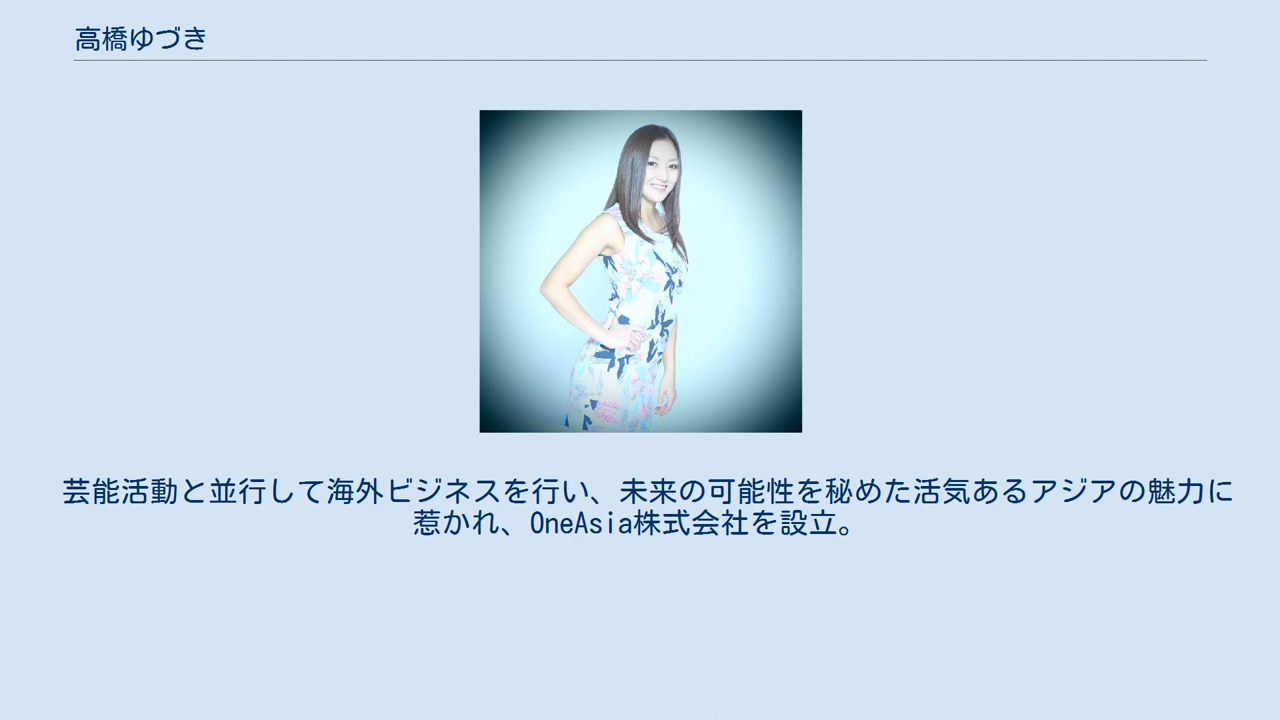 高橋ゆづき
芸能活動と並行して海外ビジネスを行い、未来の可能性を秘めた活気あるアジアの魅力に
惹かれ、OneAsia株式会社を設立。